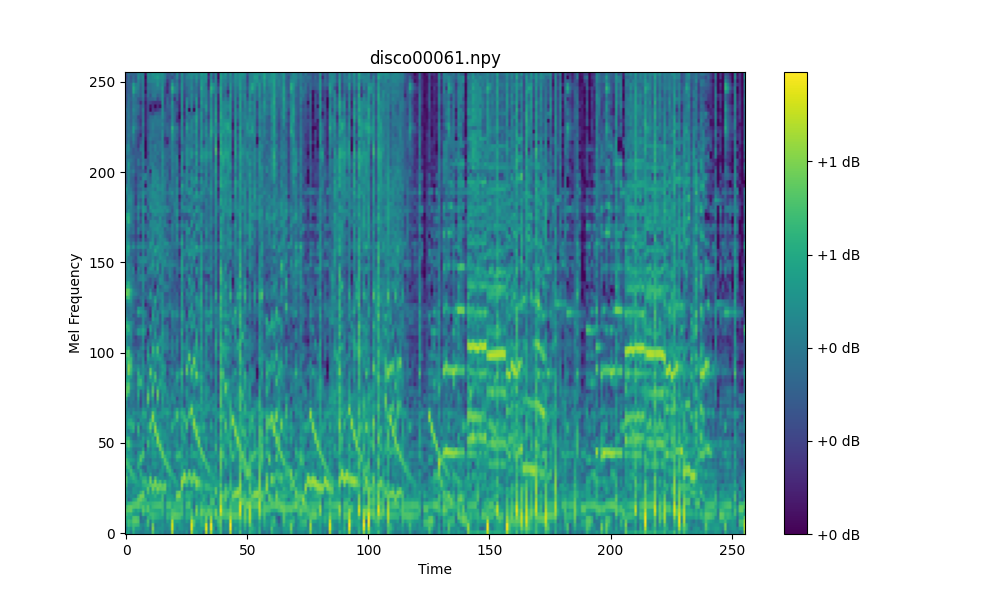 disco00061.npy
Mel Frequency
250
200
150
100
50
0
0 50 100 150 200 250
Time
+1 dB
+1 dB
+0 dB
+0 dB
+0 dB